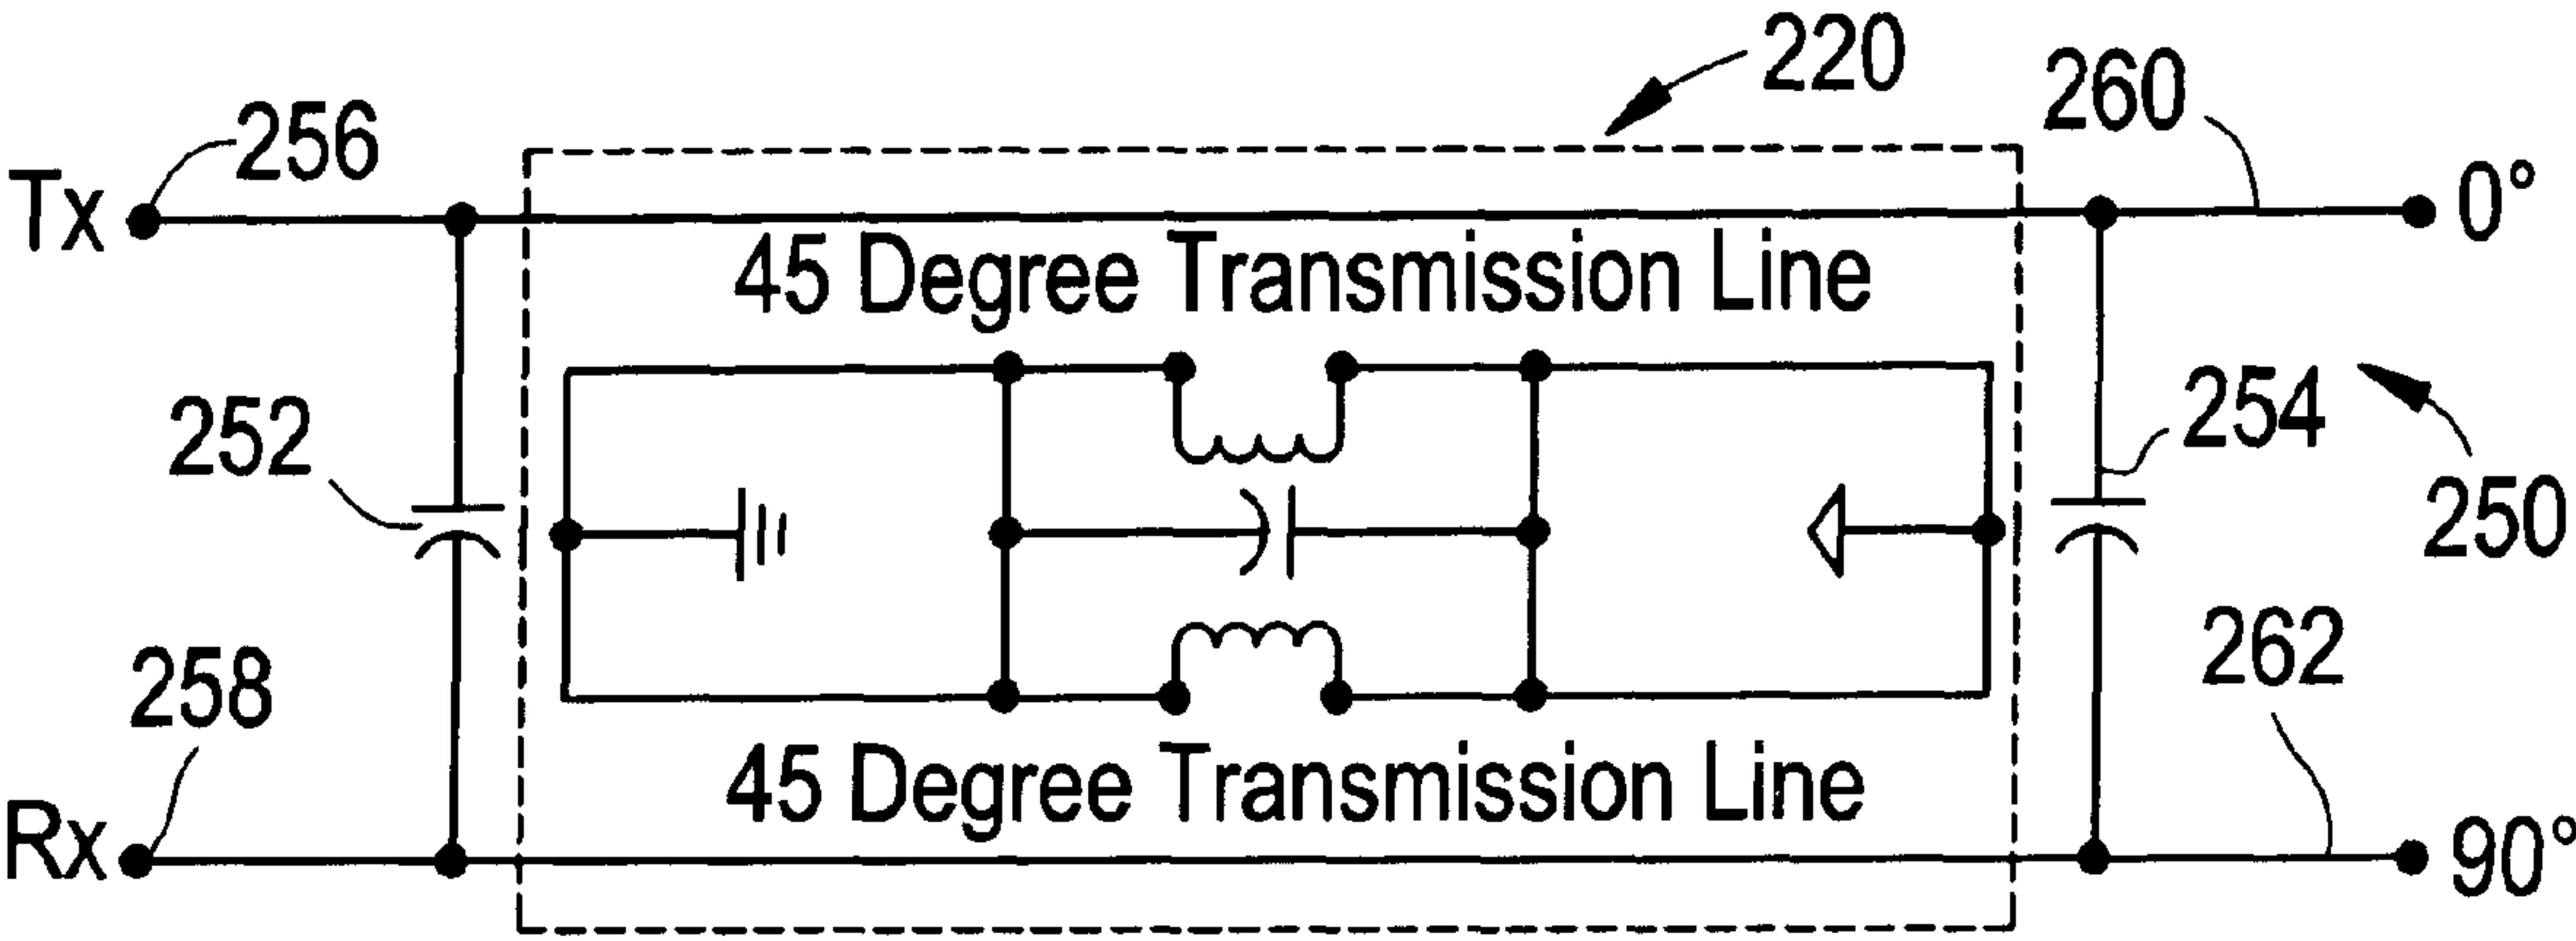 220
260
256
Tx
0°
45 Degree Transmission Line
252
254
250
258
262
45 Degree Transmission Line
Rx
90°